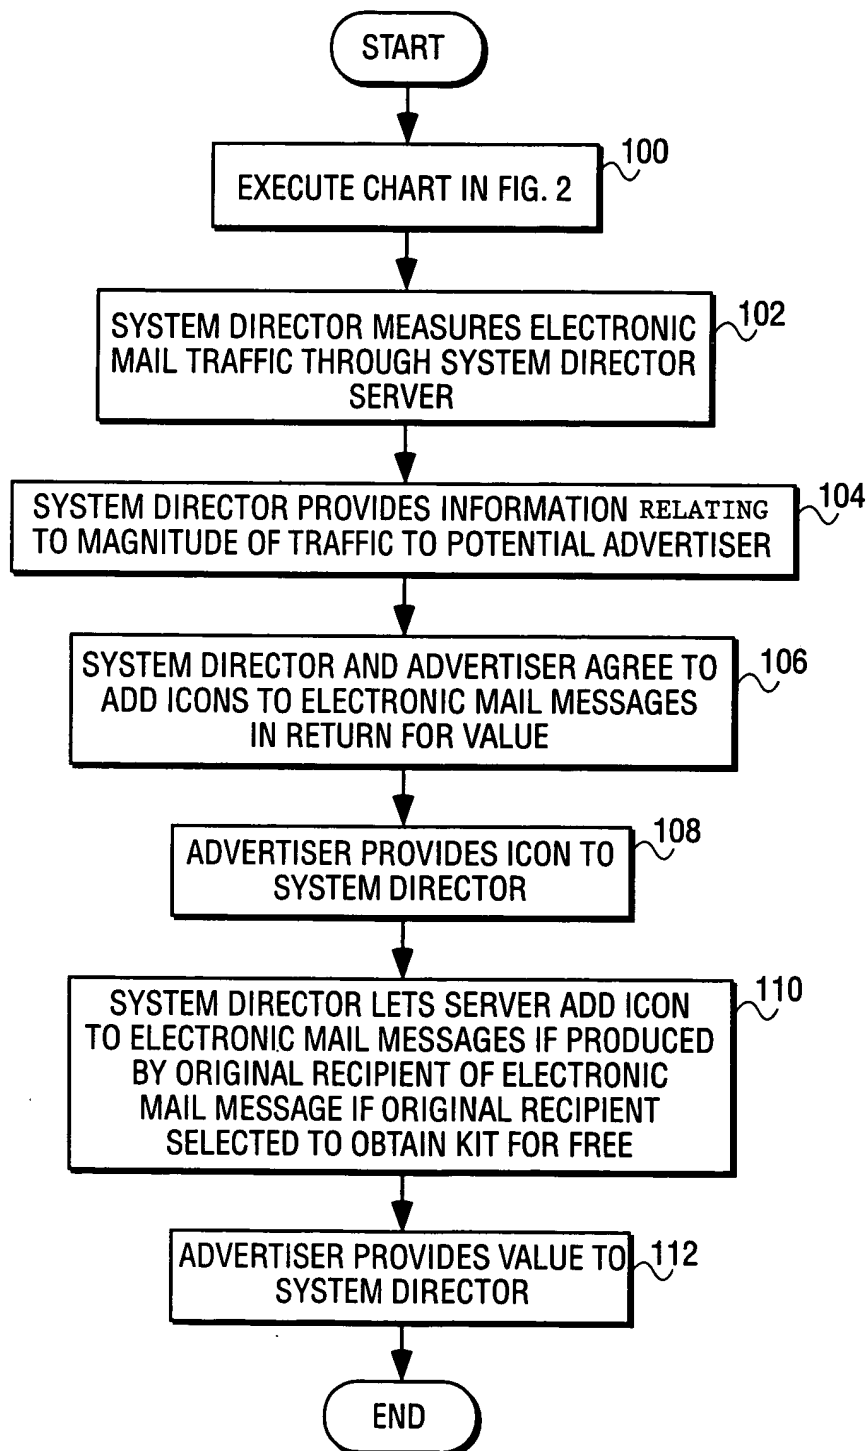 START
100
EXECUTE CHART IN FIG. 2
102
SYSTEM DIRECTOR MEASURES ELECTRONIC
MAIL TRAFFIC THROUGH SYSTEM DIRECTOR
SERVER
104
SYSTEM DIRECTOR PROVIDES INFORMATION RELATING
TO MAGNITUDE OF TRAFFIC TO POTENTIAL ADVERTISER
106
SYSTEM DIRECTOR AND ADVERTISER AGREE TO
ADD ICONS TO ELECTRONIC MAIL MESSAGES
IN RETURN FOR VALUE
108
ADVERTISER PROVIDES ICON TO
SYSTEM DIRECTOR
110
SYSTEM DIRECTOR LETS SERVER ADD ICON
TO ELECTRONIC MAIL MESSAGES IF PRODUCED
BY ORIGINAL RECIPIENT OF ELECTRONIC
MAIL MESSAGE IF ORIGINAL RECIPIENT
SELECTED TO OBTAIN KIT FOR FREE
112
ADVERTISER PROVIDES VALUE TO
SYSTEM DIRECTOR
END